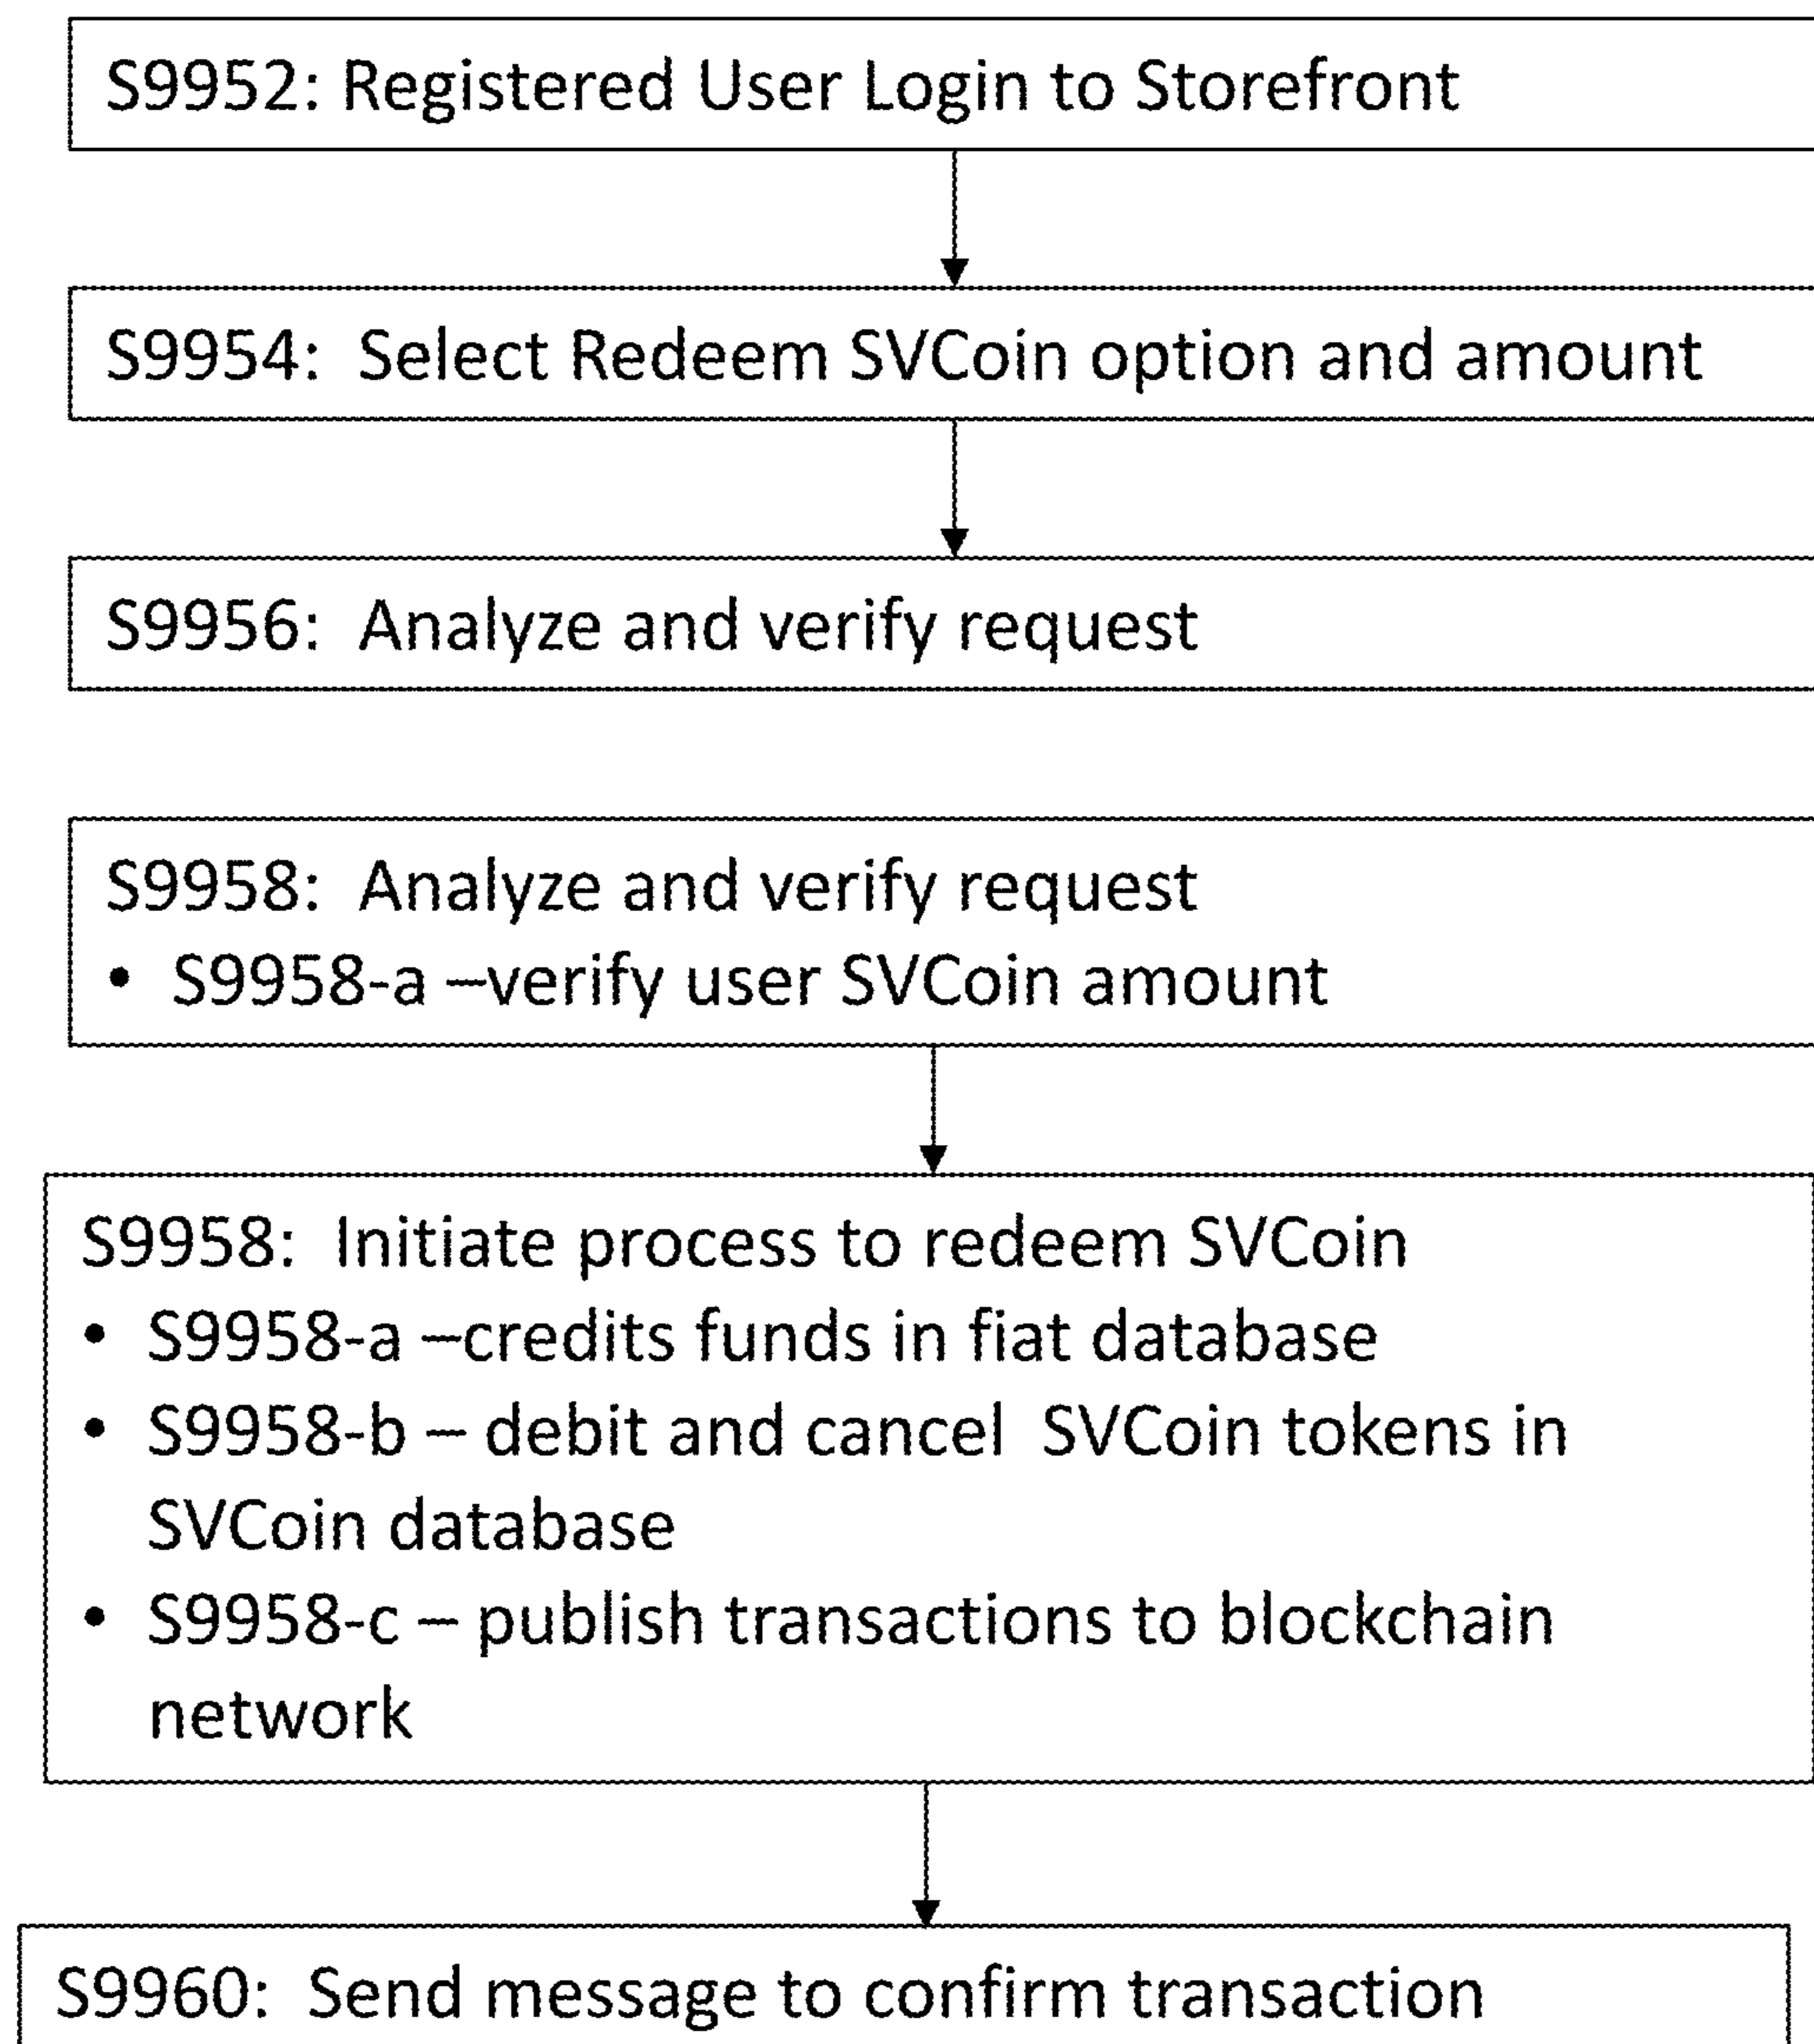 S9952: Registered User Login to Storefront
S9954:  Select Redeem SVCoin option and amount
S9956:  Analyze and verify request
S9958:  Analyze and verify request
• S9958-a –verify user SVCoin amount
S9958:  Initiate process to redeem SVCoin
• S9958-a –credits funds in fiat database
• S9958-b – debit and cancel  SVCoin tokens in
SVCoin database
• S9958-c – publish transactions to blockchain
network
S9960:  Send message to confirm transaction